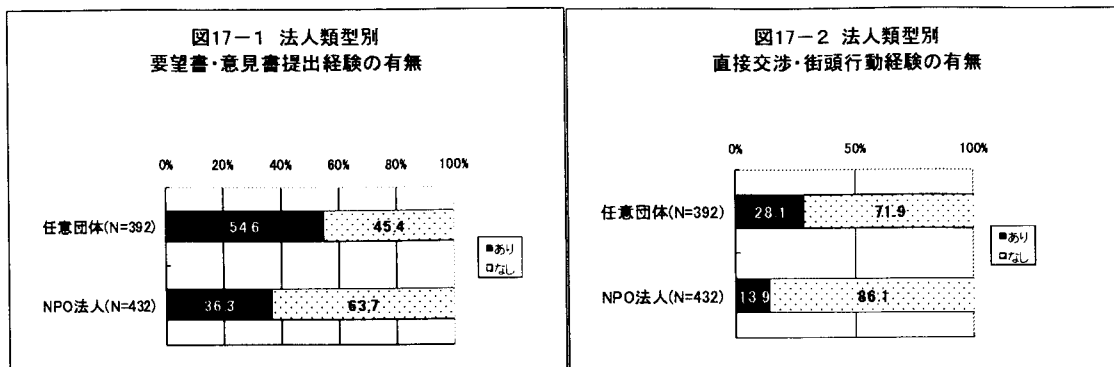 図17－1 法人類型別
要望書・意見書提出経験の有無
0% 20% 40% 60% 80% 100%
任意団体(N=392)
54.6 45.4
NPO法人(N=432)
36.3 63.7
■あり
□なし
図17－2 法人類型別
直接交渉・街頭行動経験の有無
0% 50% 100%
任意団体(N=392)
28.1 71.9
NPO法人(N=432)
13.9 86.1
■あり
□なし